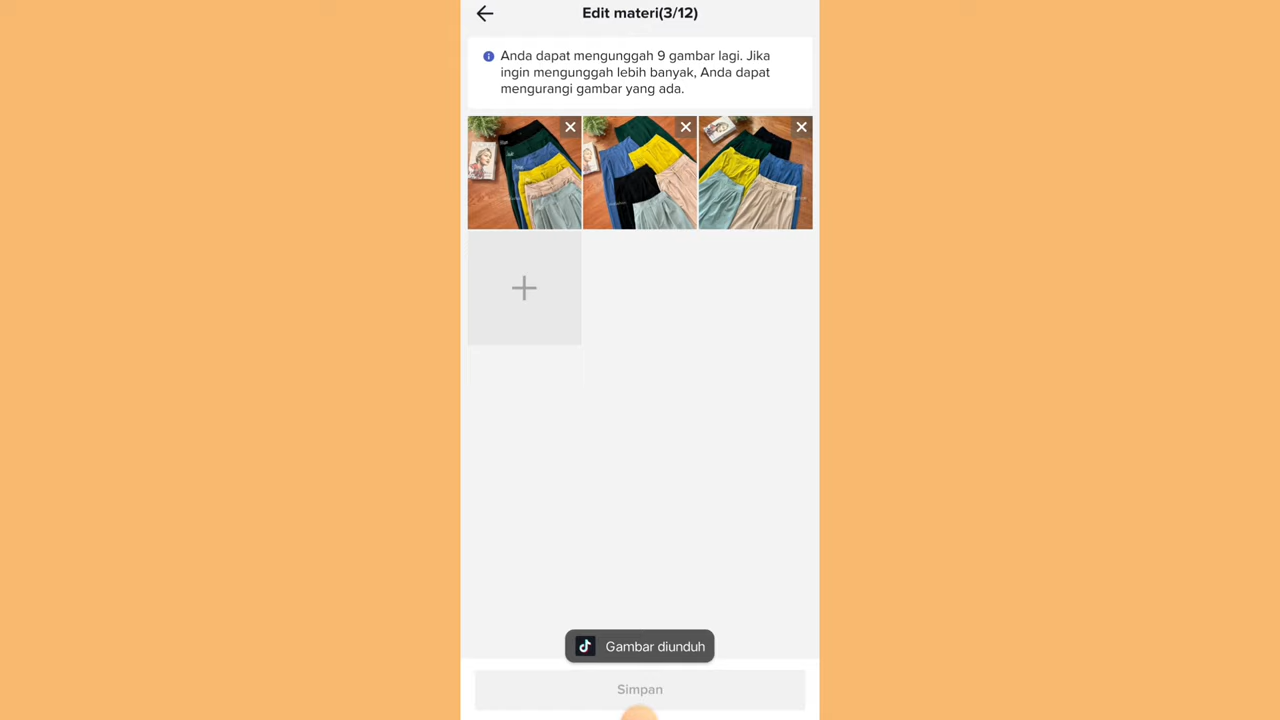 Edit materi(3/12)
Anda dapat mengunggah 9 gambar lagi. Jika
ingin mengunggah lebih banyak, Anda dapat
mengurangi gambar yang ada.
Gambar diunduh
Simpan